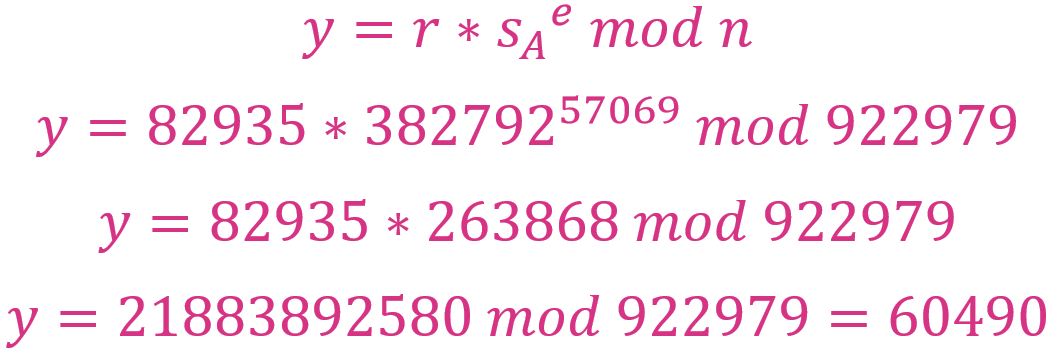 y = r * s_A^e mod n
y = 82935 * 382792^57069 mod 922979
y = 82935 * 263868 mod 922979
y = 21883892580 mod 922979 = 60490